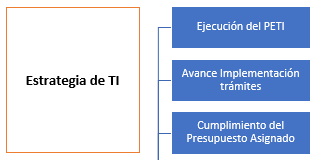 Estrategia de TI
Ejecución del PETI
Avance Implementación
trámites
Cumplimiento del
Presupuesto Asignado